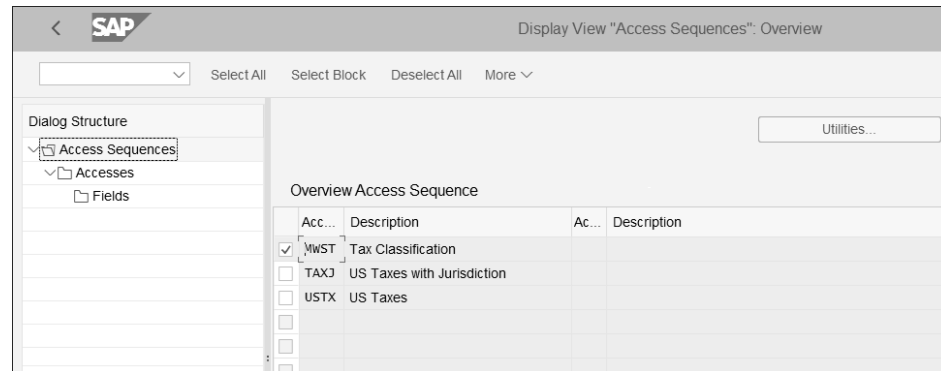 SAP
Display View "Access Sequences": Overview
Select All Select Block Deselect All More
Dialog Structure
Utilities...
Access Sequences
Accesses
Fields
Overview Access Sequence
Acc... Description Ac... Description
MWST Tax Classification
TAXJ US Taxes with Jurisdiction
USTX US Taxes